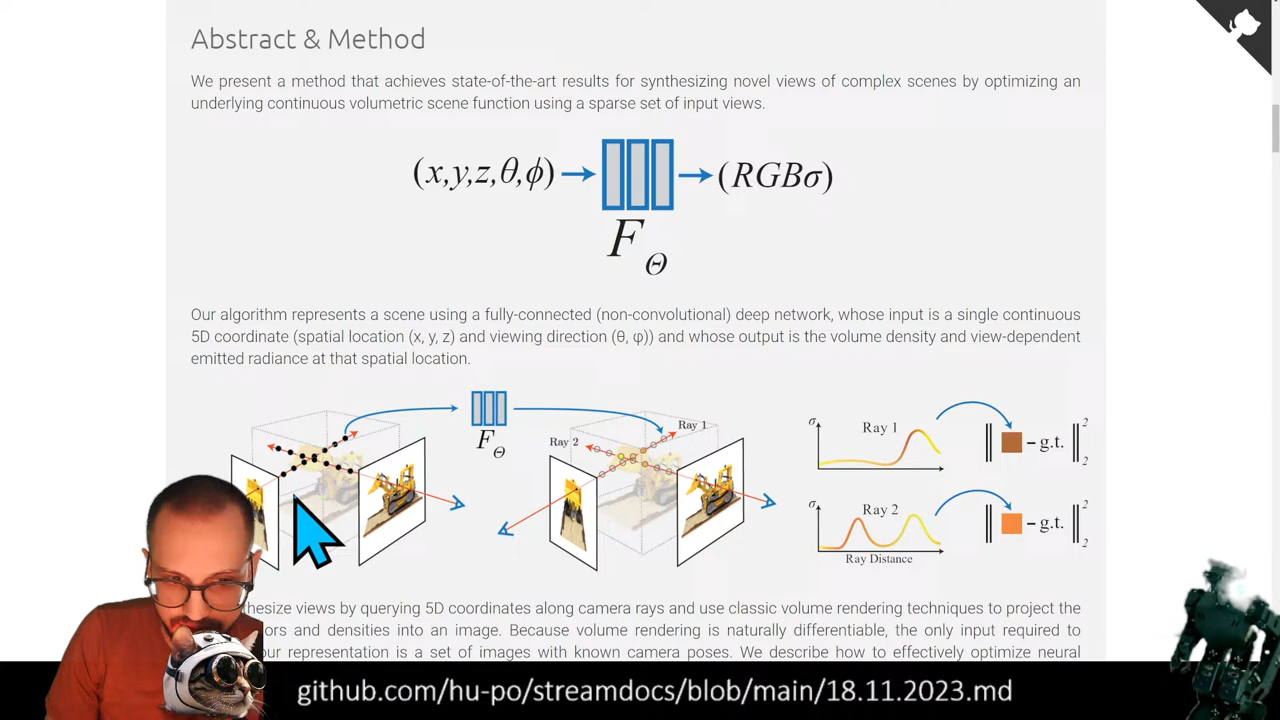 Abstract & Method
We present a method that achieves state-of-the-art results for synthesizing novel views of complex scenes by optimizing an
underlying continuous volumetric scene function using a sparse set of input views.
(x,y,z,θ,ϕ)
(RGBσ)
F_Θ
Our algorithm represents a scene using a fully-connected (non-convolutional) deep network, whose input is a single continuous
5D coordinate (spatial location (x, y, z) and viewing direction (θ, φ)) and whose output is the volume density and view-dependent
emitted radiance at that spatial location.
F_Θ
Ray 1
Ray 2
σ
Ray 1
‖ – g.t. ‖²₂
σ
Ray 2
‖ – g.t. ‖²₂
Ray Distance
views by querying 5D coordinates along camera rays and use classic volume rendering techniques to project the
and densities into an image. Because volume rendering is naturally differentiable, the only input required to
representation is a set of images with known camera poses. We describe how to effectively optimize neural
github.com/hu-po/streamdocs/blob/main/18.11.2023.md